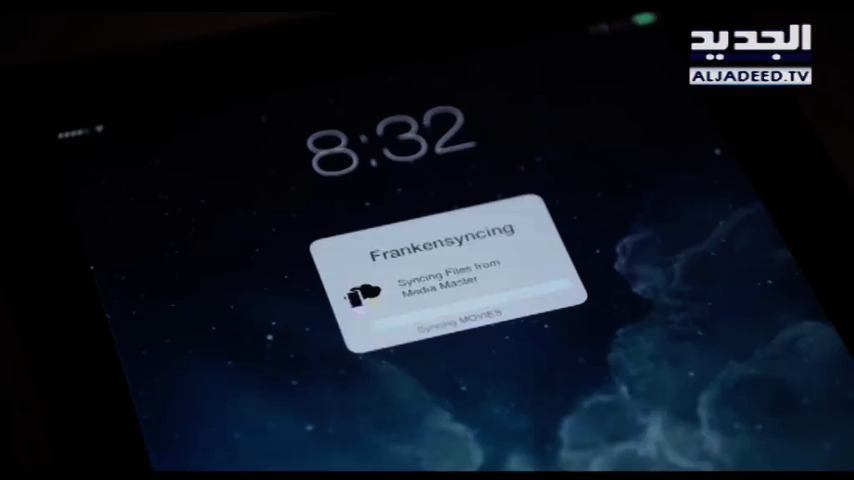 الجديد
ALJADEED.TV
8:32
Frankensyncing
Syncing Files from
Media Master
Syncing MOVIES